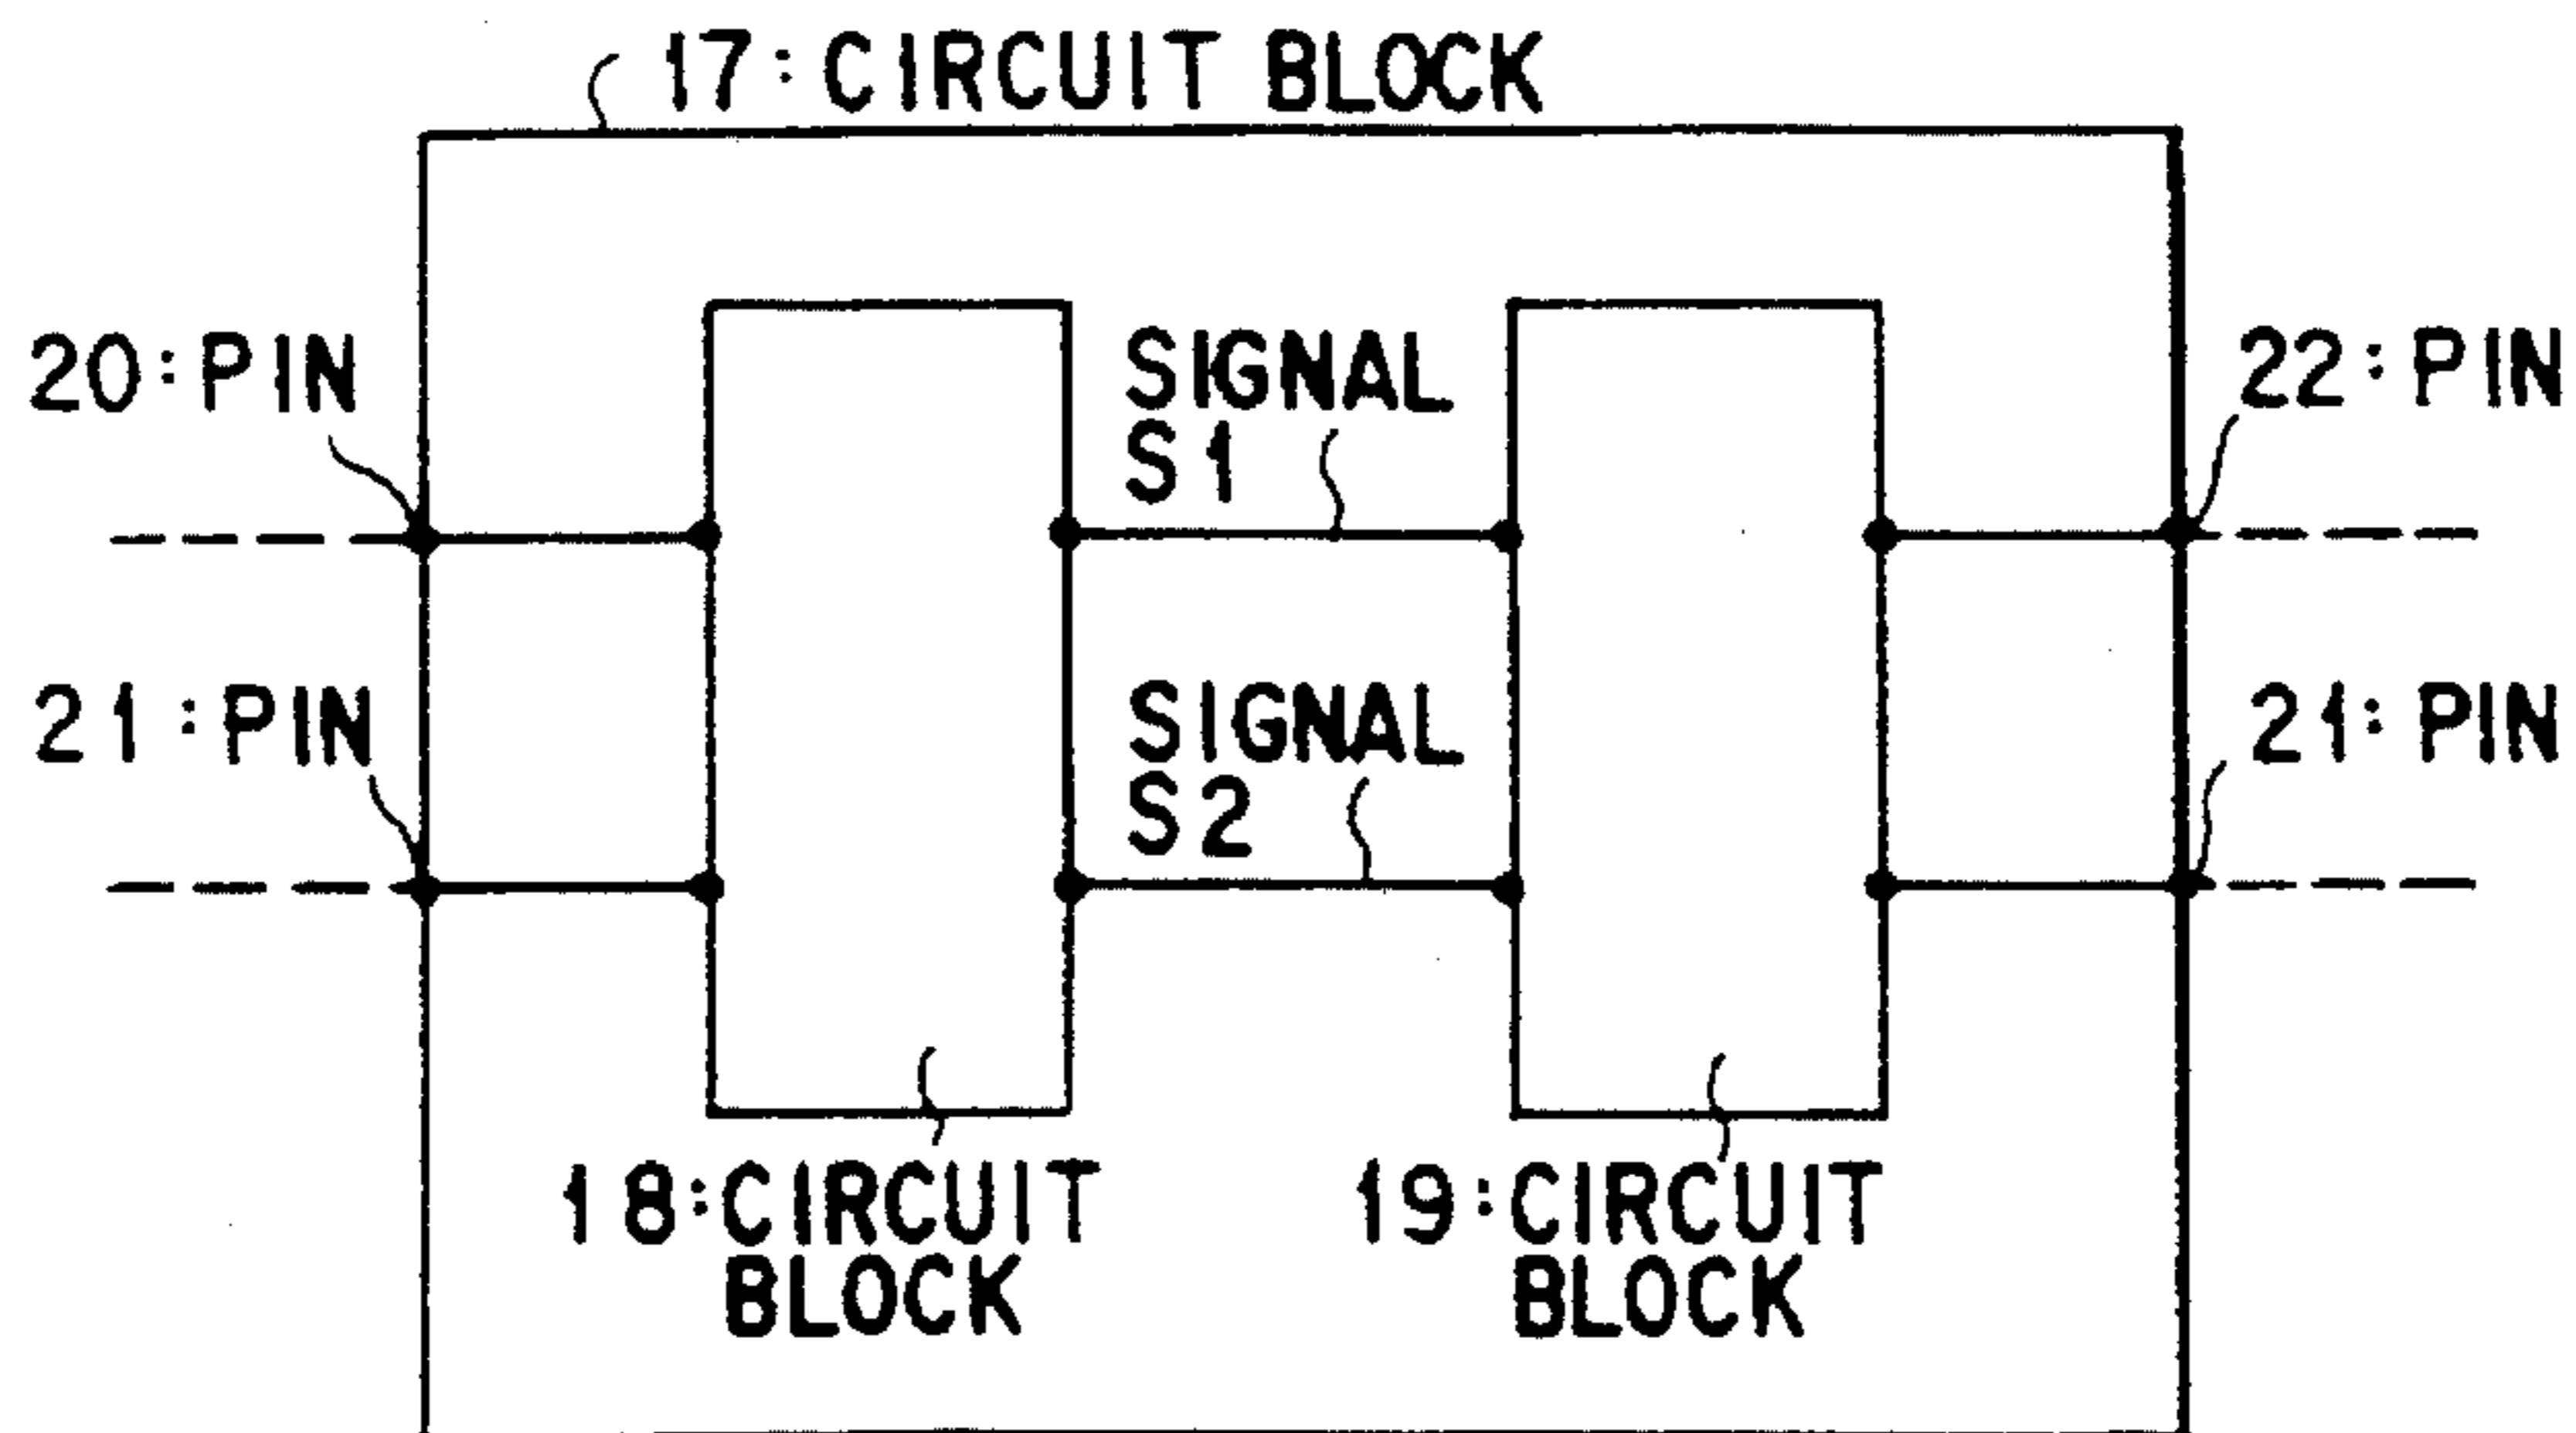 17: CIRCUIT BLOCK
20: PIN
SIGNAL
S1
22: PIN
21: PIN
SIGNAL
S2
21: PIN
18: CIRCUIT
BLOCK
19: CIRCUIT
BLOCK